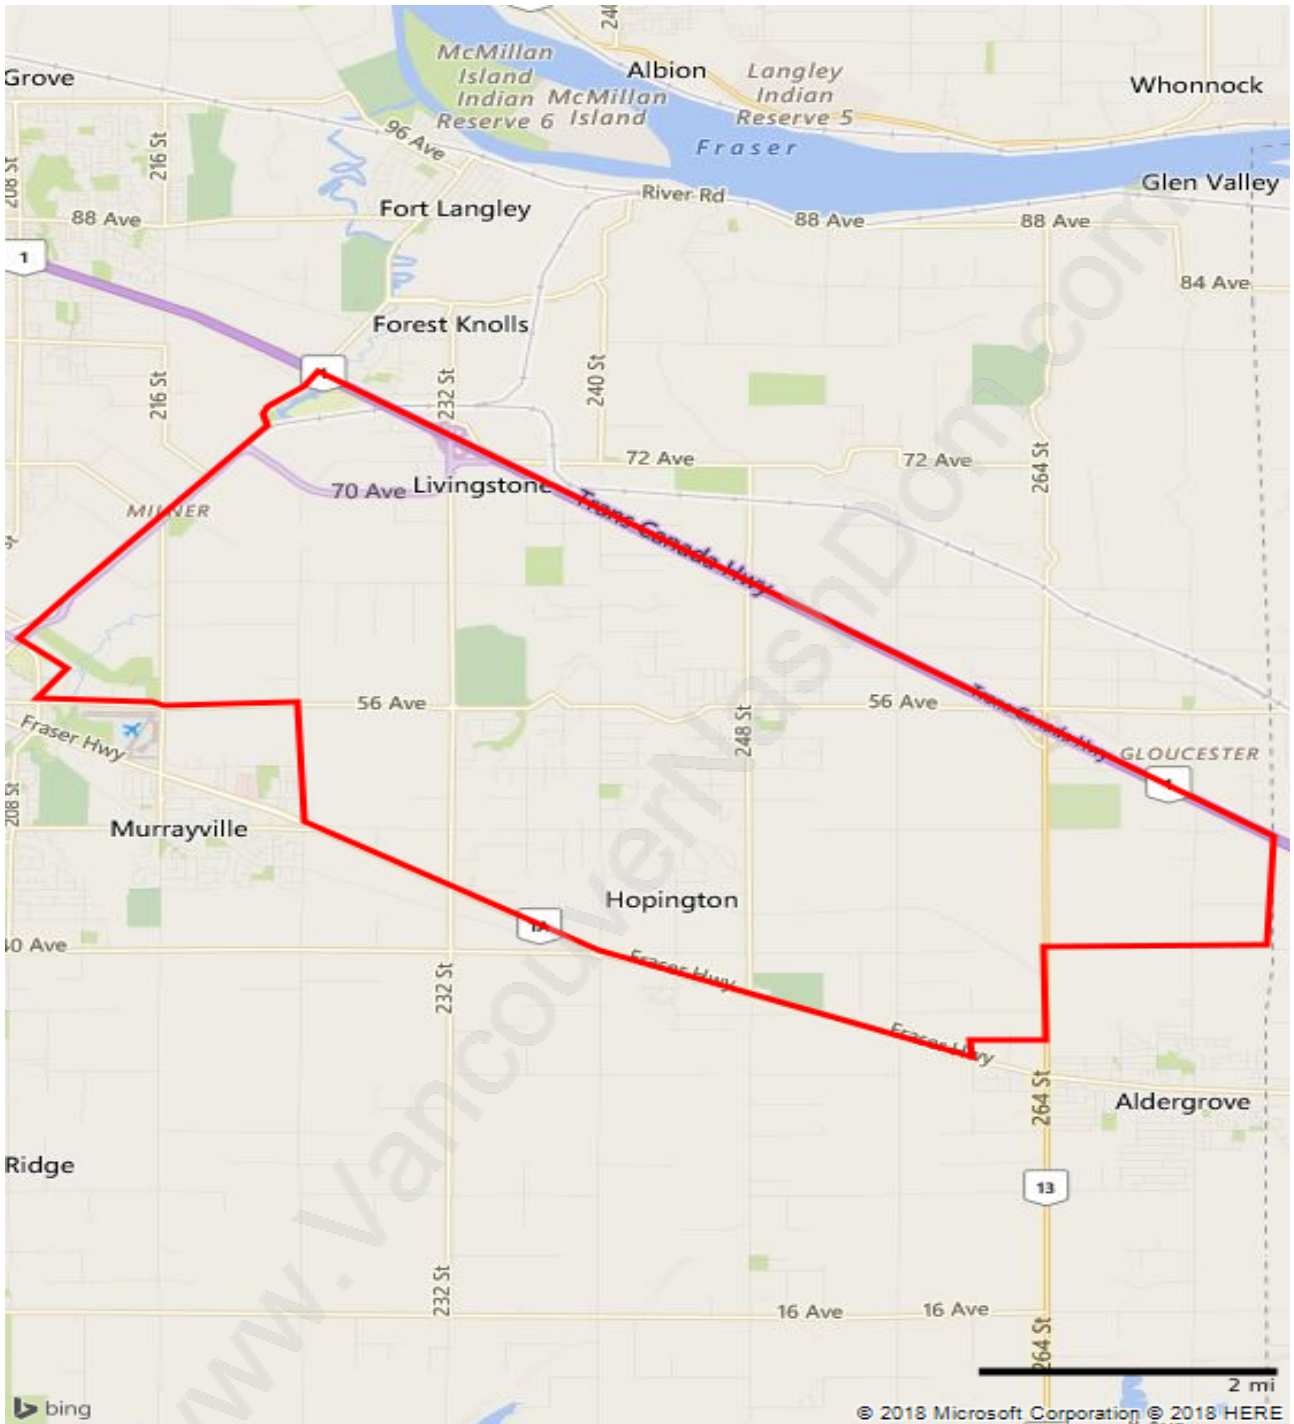 240
McMillan
Island
Indian
Reserve 6
McMillan
Island
Albion
Langley
Indian
Reserve 5
Whonnock
Grove
96 Ave
216 St
208 St
Fraser
Glen Valley
River Rd
Fort Langley
88 Ave
88 Ave
88 Ave
1
84 Ave
Forest Knolls
1
216 St
232 St
240 St
72 Ave
72 Ave
264 St
70 Ave
Livingstone
MILNER
Trans Canada Hwy
56 Ave
56 Ave
Trans Canada Hwy
Fraser Hwy
248 St
GLOUCESTER
1
208 St
Murrayville
Hopington
1A
40 Ave
Fraser Hwy
232 St
Fraser Hwy
264 St
Aldergrove
Ridge
13
232 St
16 Ave
16 Ave
264 St
2 mi
bing
© 2018 Microsoft Corporation © 2018 HERE
www.VancouverNashDom.com